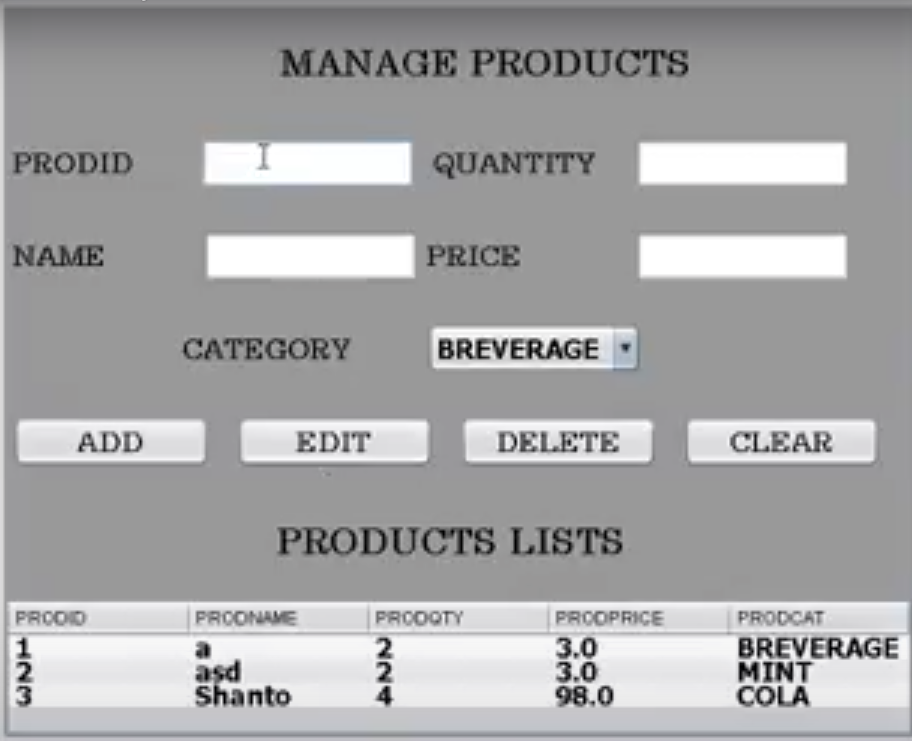 MANAGE PRODUCTS
PRODID QUANTITY
NAME PRICE
CATEGORY BREVERAGE
ADD EDIT DELETE CLEAR
PRODUCTS LISTS
PRODID PRODNAME PRODQTY PRODPRICE PRODCAT
1 a 2 3.0 BREVERAGE
2 asd 2 3.0 MINT
3 Shanto 4 98.0 COLA